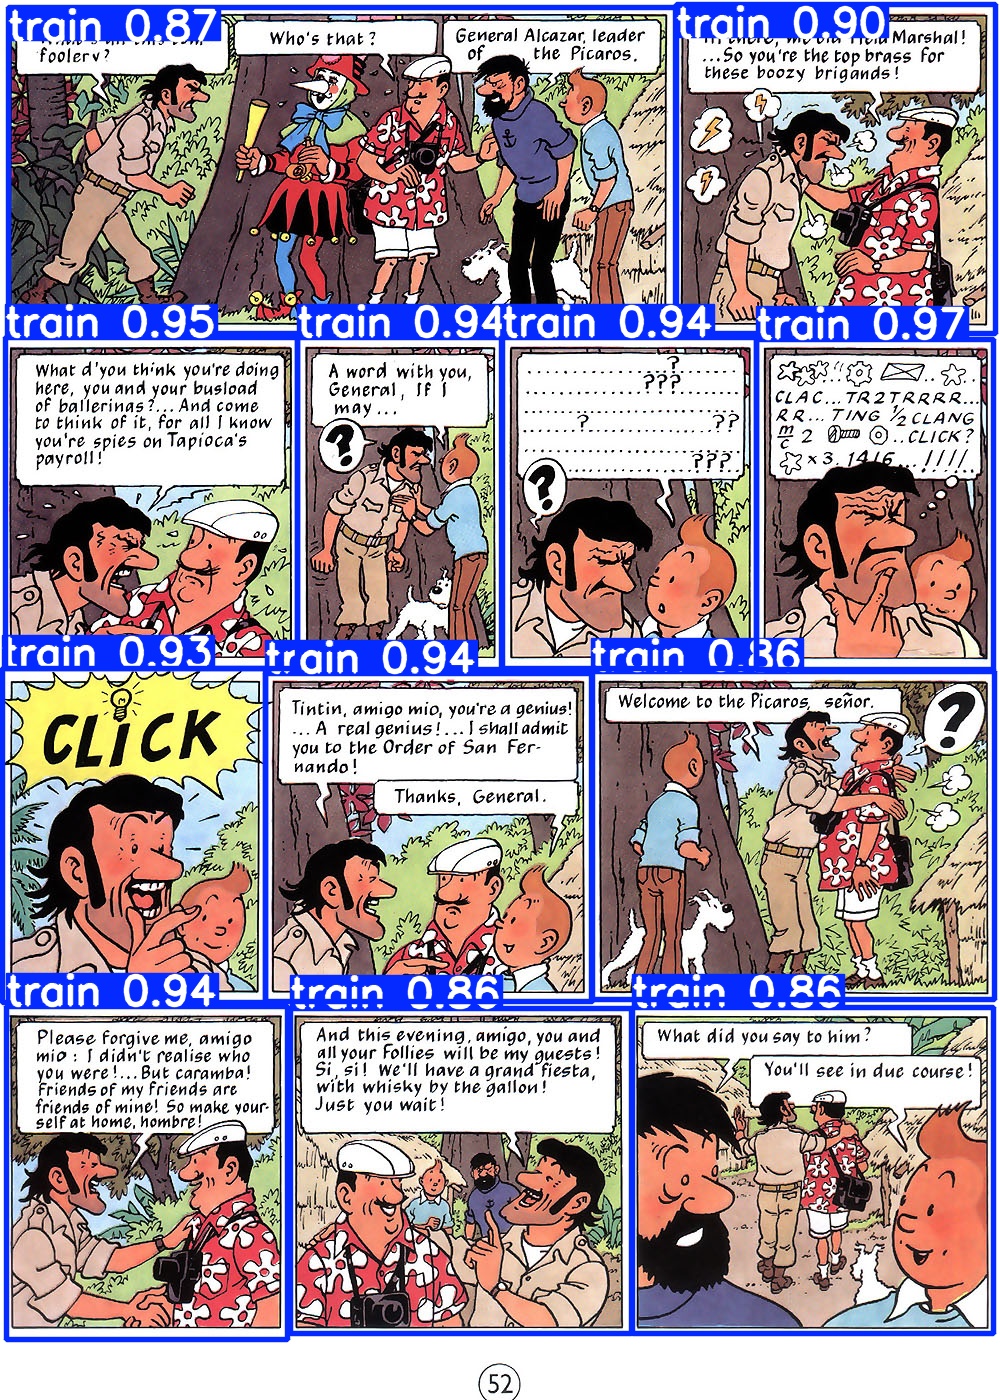 train 0.87
foolery?
Who's that?
General Alcazar, leader
of the Picaros.
train 0.90
Marshal!
...So you're the top brass for
these boozy brigands!
train 0.95
What d'you think you're doing
here, you and your busload
of ballerinas?... And come
to think of it, for all I know
you're spies on Tapioca's
payroll!
train 0.94
A word with you,
General, If I
may...
?
train 0.94
?
???
? ??
???
?
train 0.97
CLAC... TR2TRRRR...
RR... TING ½ CLANG
m/c 2 ..CLICK?
x 3.1416... ////
train 0.93
CLICK
train 0.94
Tintin, amigo mio, you're a genius!
... A real genius!... I shall admit
you to the Order of San Fer-
nando!
Thanks, General.
train 0.86
Welcome to the Picaros, señor.
?
train 0.94
Please forgive me, amigo
mio: I didn't realise who
you were!... But caramba!
Friends of my friends are
friends of mine! So make your-
self at home, hombre!
train 0.86
And this evening, amigo, you and
all your Follies will be my guests!
Si, si! We'll have a grand fiesta,
with whisky by the gallon!
Just you wait!
train 0.86
What did you say to him?
You'll see in due course!
52